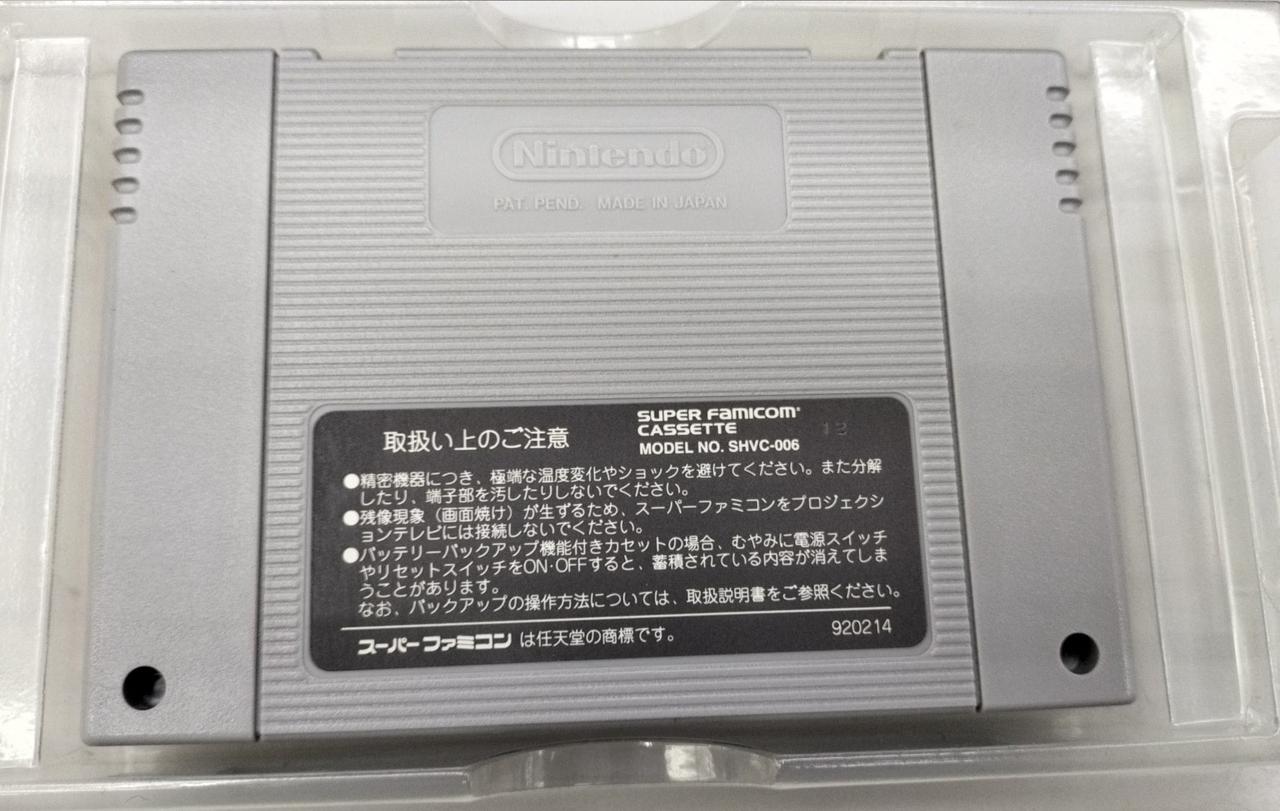 Nintendo
PAT. PEND. MADE IN JAPAN
取扱い上のご注意
SUPER FAMICOM®
CASSETTE
MODEL NO. SHVC-006
12
●精密機器につき、極端な温度変化やショックを避けてください。また分解
したり、端子部を汚したりしないでください。
●残像現象（画面焼け）が生ずるため、スーパーファミコンをプロジェクシ
ョンテレビには接続しないでください。
●バッテリーバックアップ機能付きカセットの場合、むやみに電源スイッチ
やリセットスイッチをON・OFFすると、蓄積されている内容が消えてしま
うことがあります。
なお、バックアップの操作方法については、取扱説明書をご参照ください。
スーパーファミコン は任天堂の商標です。
920214